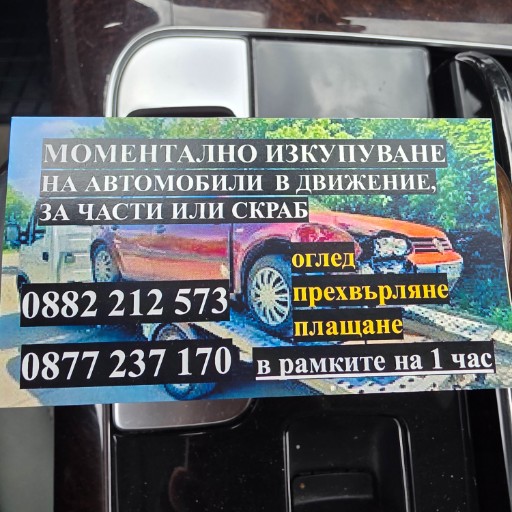 МОМЕНТАЛНО ИЗКУПУВАНЕ
НА АВТОМОБИЛИ В ДВИЖЕНИЕ,
ЗА ЧАСТИ ИЛИ СКРАБ
оглед
0882 212 573
прехвърляне
плащане
0877 237 170 - в рамките на 1 час